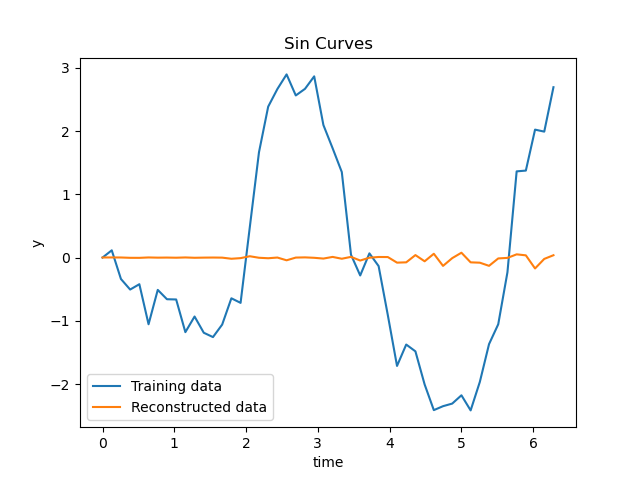 Sin Curves
y
3
2
1
0
−1
−2
Training data
Reconstructed data
0 1 2 3 4 5 6
time